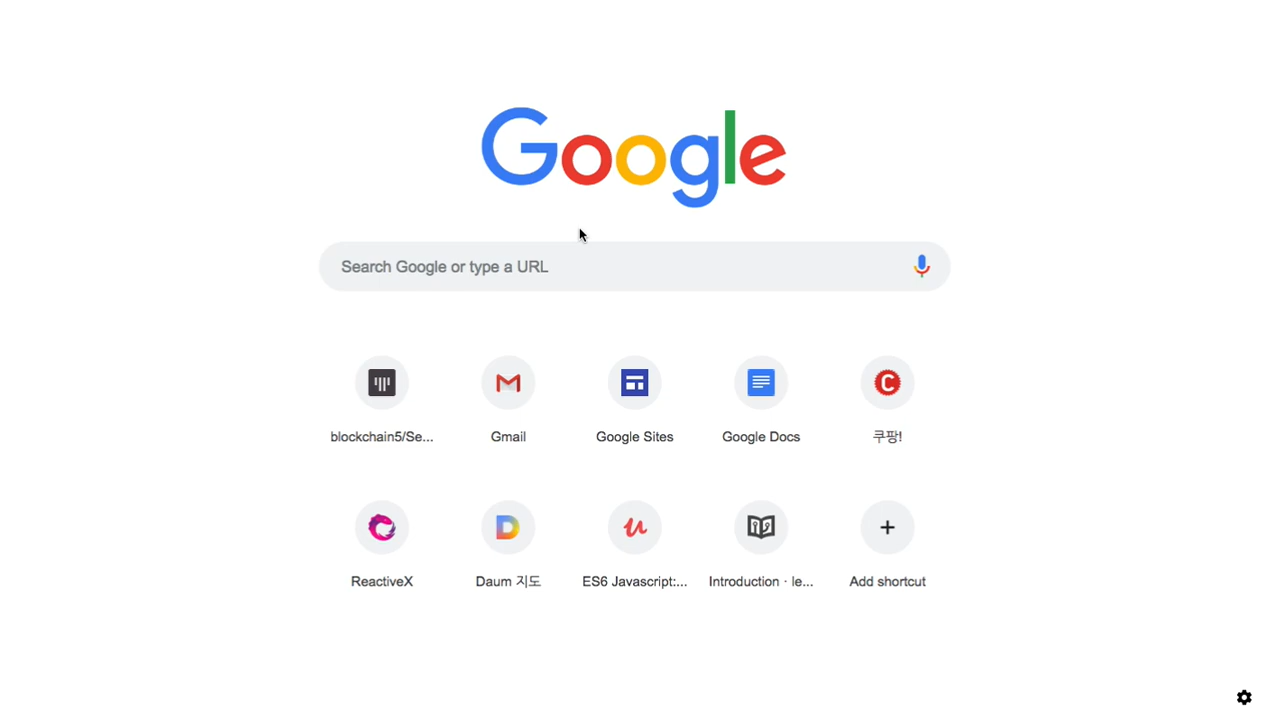 Google
Search Google or type a URL
blockchain5/Se...
Gmail
Google Sites
Google Docs
쿠팡!
ReactiveX
Daum 지도
ES6 Javascript:...
Introduction · le...
Add shortcut